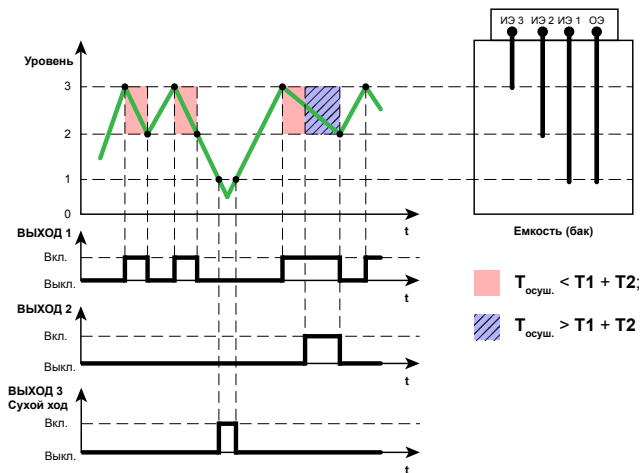 ИЭ 3 ИЭ 2 ИЭ 1 ОЭ
Уровень
3
2
1
0
t
Емкость (бак)
ВЫХОД 1
Вкл.
Выкл.
t
Tосуш. < T1 + T2;
Tосуш. > T1 + T2
ВЫХОД 2
Вкл.
Выкл.
t
ВЫХОД 3
Сухой ход
Вкл.
Выкл.
t